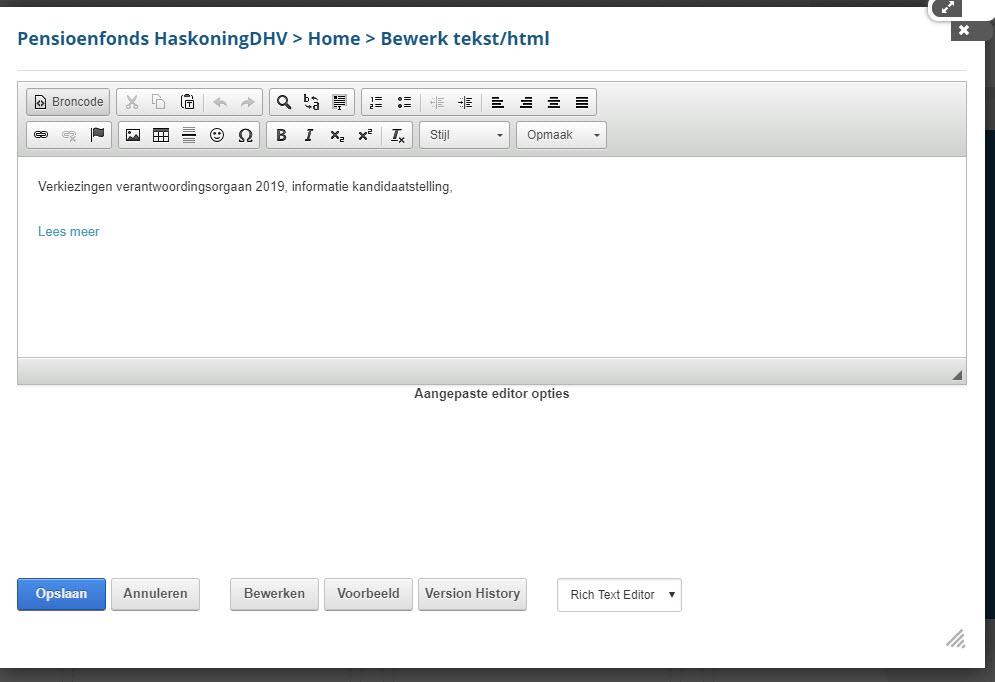 Pensioenfonds HaskoningDHV > Home > Bewerk tekst/html
Broncode
Stijl
Opmaak
Verkiezingen verantwoordingsorgaan 2019, informatie kandidaatstelling,
Lees meer
Aangepaste editor opties
Opslaan Annuleren Bewerken Voorbeeld Version History Rich Text Editor